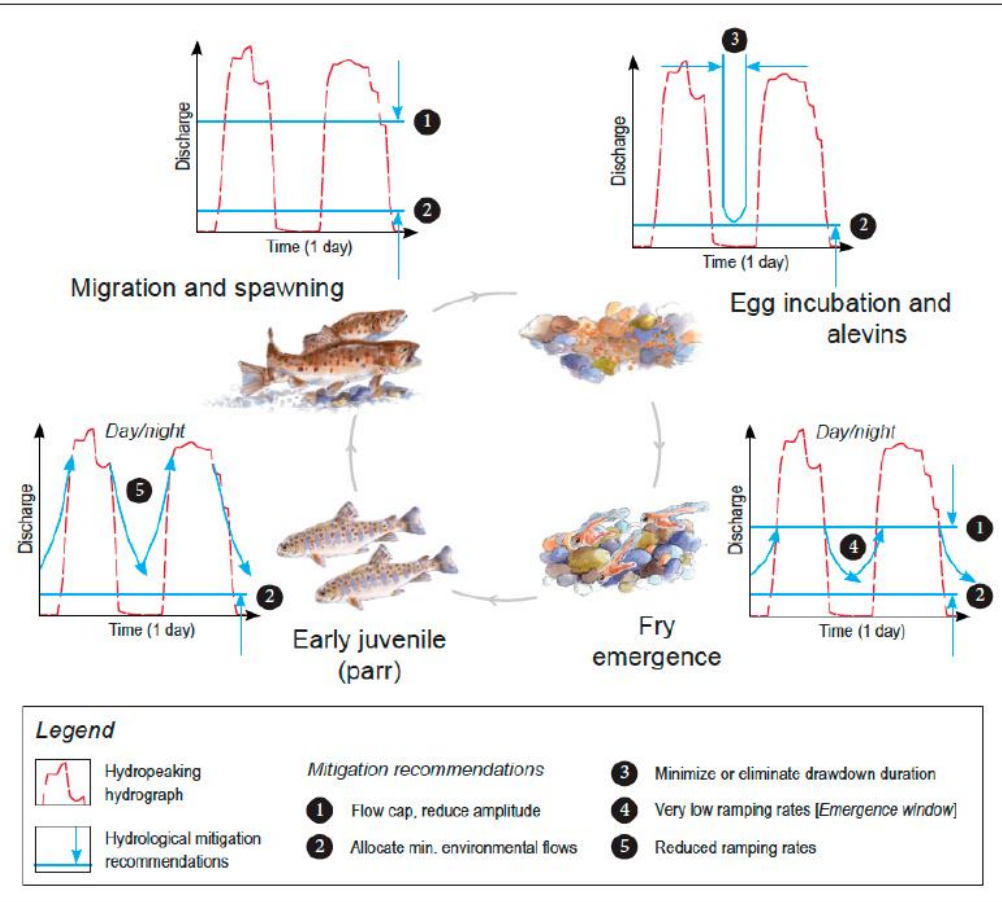 3
Discharge
1
2
Time (1 day)
Migration and spawning
Discharge
2
Time (1 day)
Egg incubation and
alevins
Day/night
5
Discharge
2
Time (1 day)
Early juvenile
(parr)
Day/night
Discharge
1
4
2
Time (1 day)
Fry
emergence
Legend
Hydropeaking
hydrograph
Hydrological mitigation
recommendations
Mitigation recommendations
1 Flow cap, reduce amplitude
2 Allocate min. environmental flows
3 Minimize or eliminate drawdown duration
4 Very low ramping rates [Emergence window]
5 Reduced ramping rates